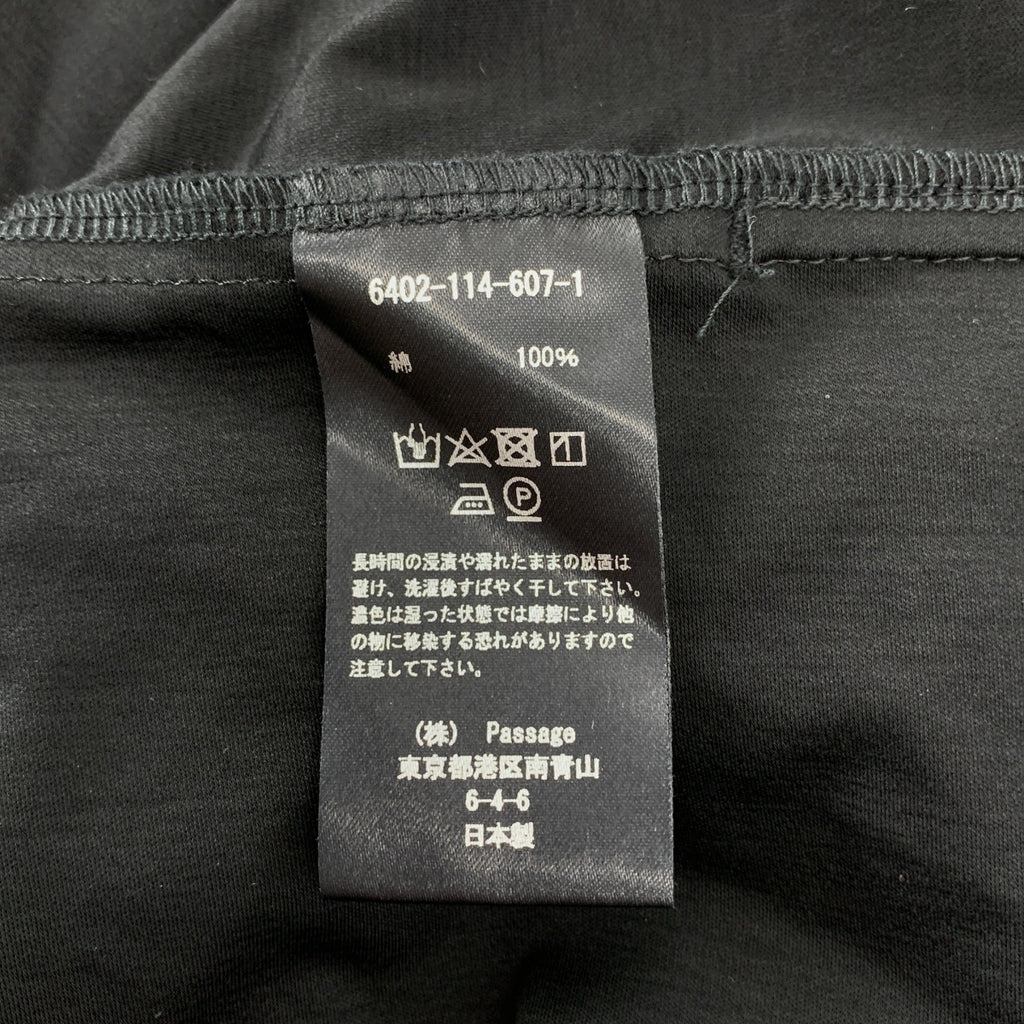 6402-114-607-1
綿 100%
P
長時間の浸漬や濡れたままの放置は
避け、洗濯後すばやく干して下さい。
濃色は湿った状態では摩擦により他
の物に移染する恐れがありますので
注意して下さい。
(株) Passage
東京都港区南青山
6-4-6
日本製